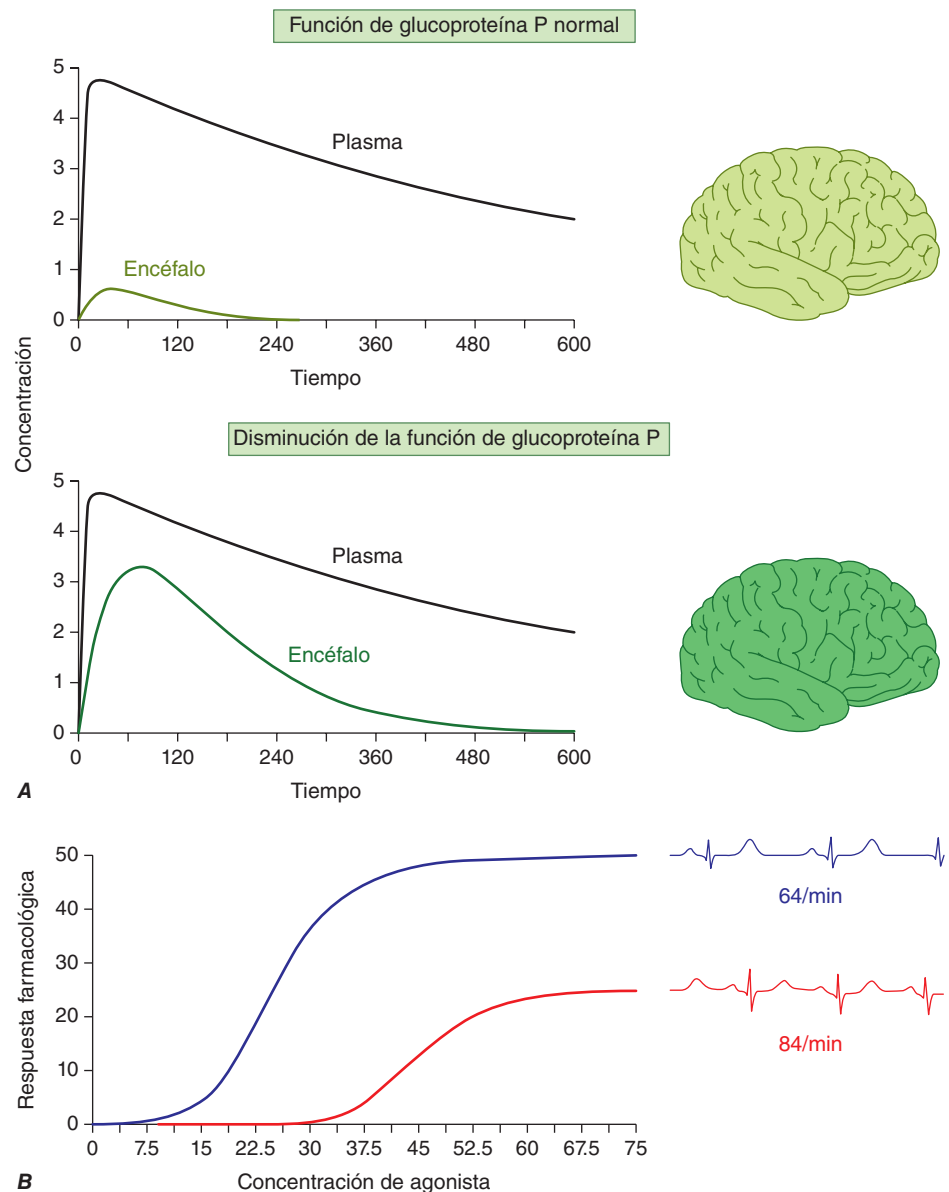 Función de glucoproteína P normal
Concentración
5
4
3
2
1
0
Plasma
Encéfalo
0 120 240 360 480 600
Tiempo
Disminución de la función de glucoproteína P
5
4
3
2
1
0
Plasma
Encéfalo
0 120 240 360 480 600
A
Tiempo
Respuesta farmacológica
50
40
30
20
10
0
64/min
84/min
0 7.5 15 22.5 30 37.5 45 52.5 60 67.5 75
B
Concentración de agonista